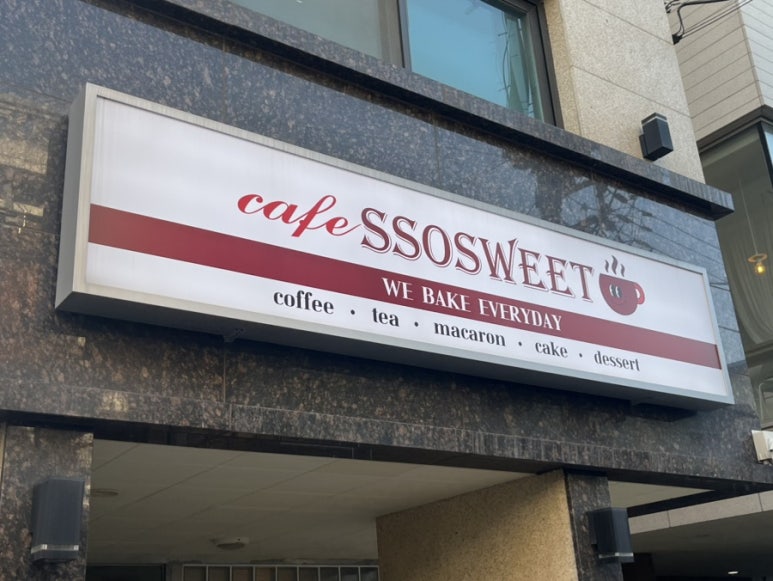 cafe SSOSWEET
WE BAKE EVERYDAY
coffee · tea · macaron · cake · dessert